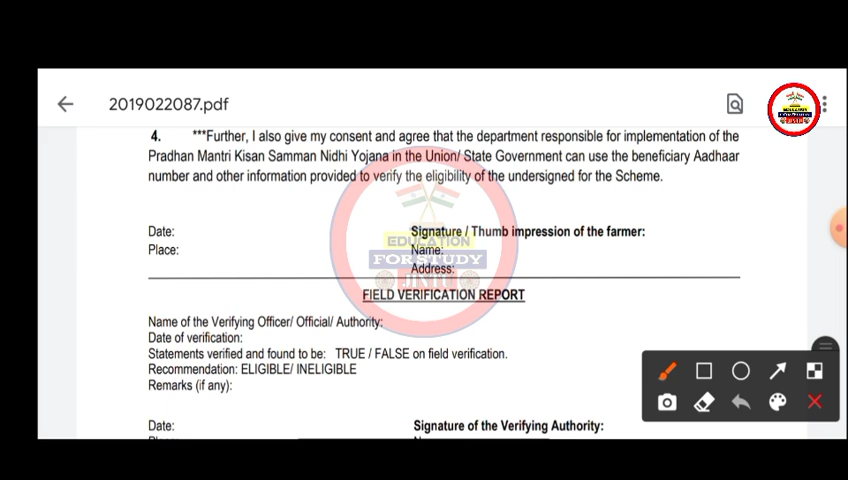 2019022087.pdf
4. ***Further, I also give my consent and agree that the department responsible for implementation of the
Pradhan Mantri Kisan Samman Nidhi Yojana in the Union/ State Government can use the beneficiary Aadhaar
number and other information provided to verify the eligibility of the undersigned for the Scheme.
Date: Signature / Thumb impression of the farmer:
Place: Name:
Address:
EDUCATION
FOR STUDY
FIELD VERIFICATION REPORT
Name of the Verifying Officer/ Official/ Authority:
Date of verification:
Statements verified and found to be: TRUE / FALSE on field verification.
Recommendation: ELIGIBLE/ INELIGIBLE
Remarks (if any):
Date: Signature of the Verifying Authority: